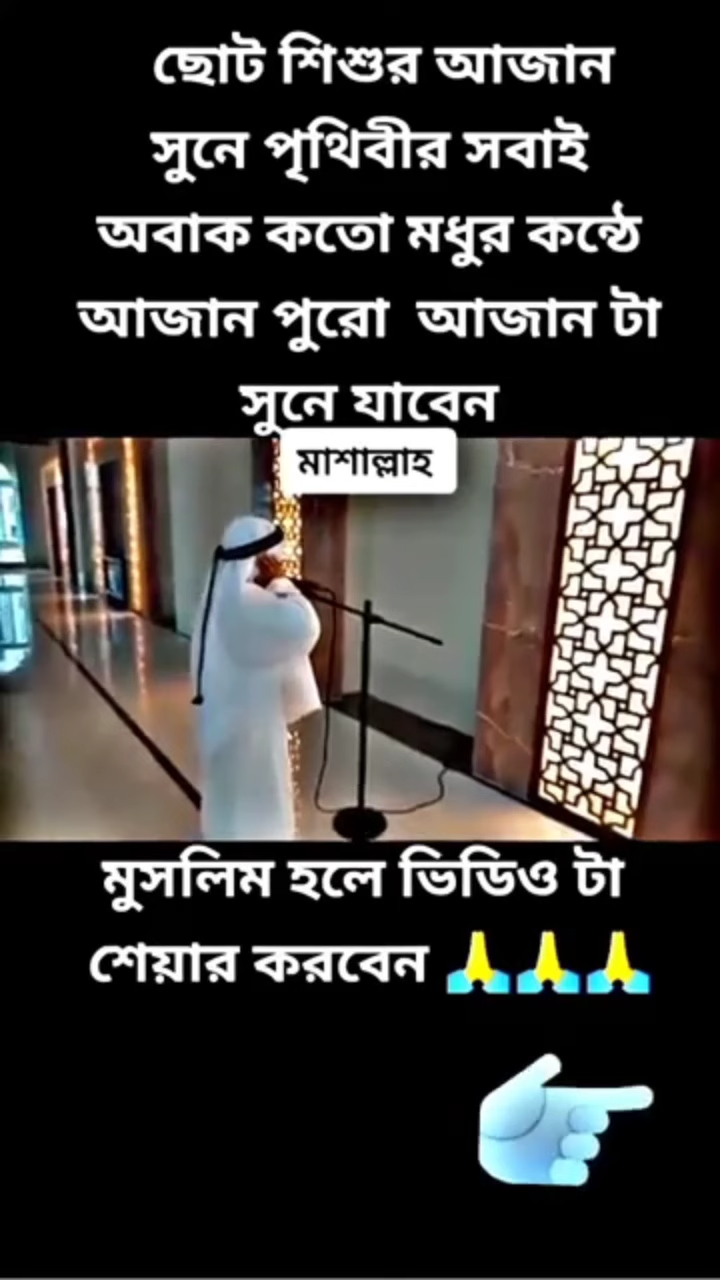 ছোট শিশুর আজান
সুনে পৃথিবীর সবাই
অবাক কতো মধুর কন্ঠে
আজান পুরো আজান টা
সুনে যাবেন
মাশাল্লাহ
মুসলিম হলে ভিডিও টা
শেয়ার করবেন 🙏🙏🙏